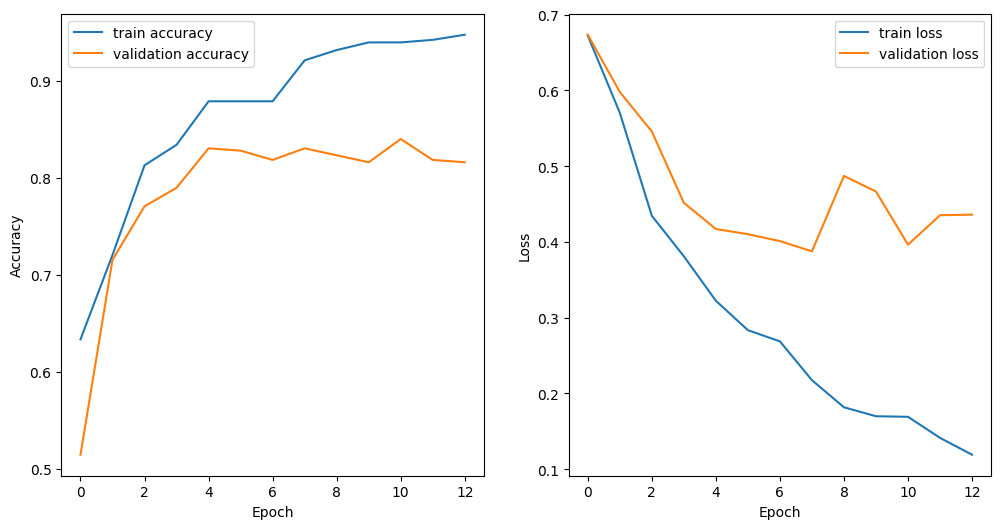 train accuracy
validation accuracy
0.9
0.8
0.7
0.6
0.5
Accuracy
0 2 4 6 8 10 12
Epoch
train loss
validation loss
0.7
0.6
0.5
0.4
0.3
0.2
0.1
Loss
0 2 4 6 8 10 12
Epoch